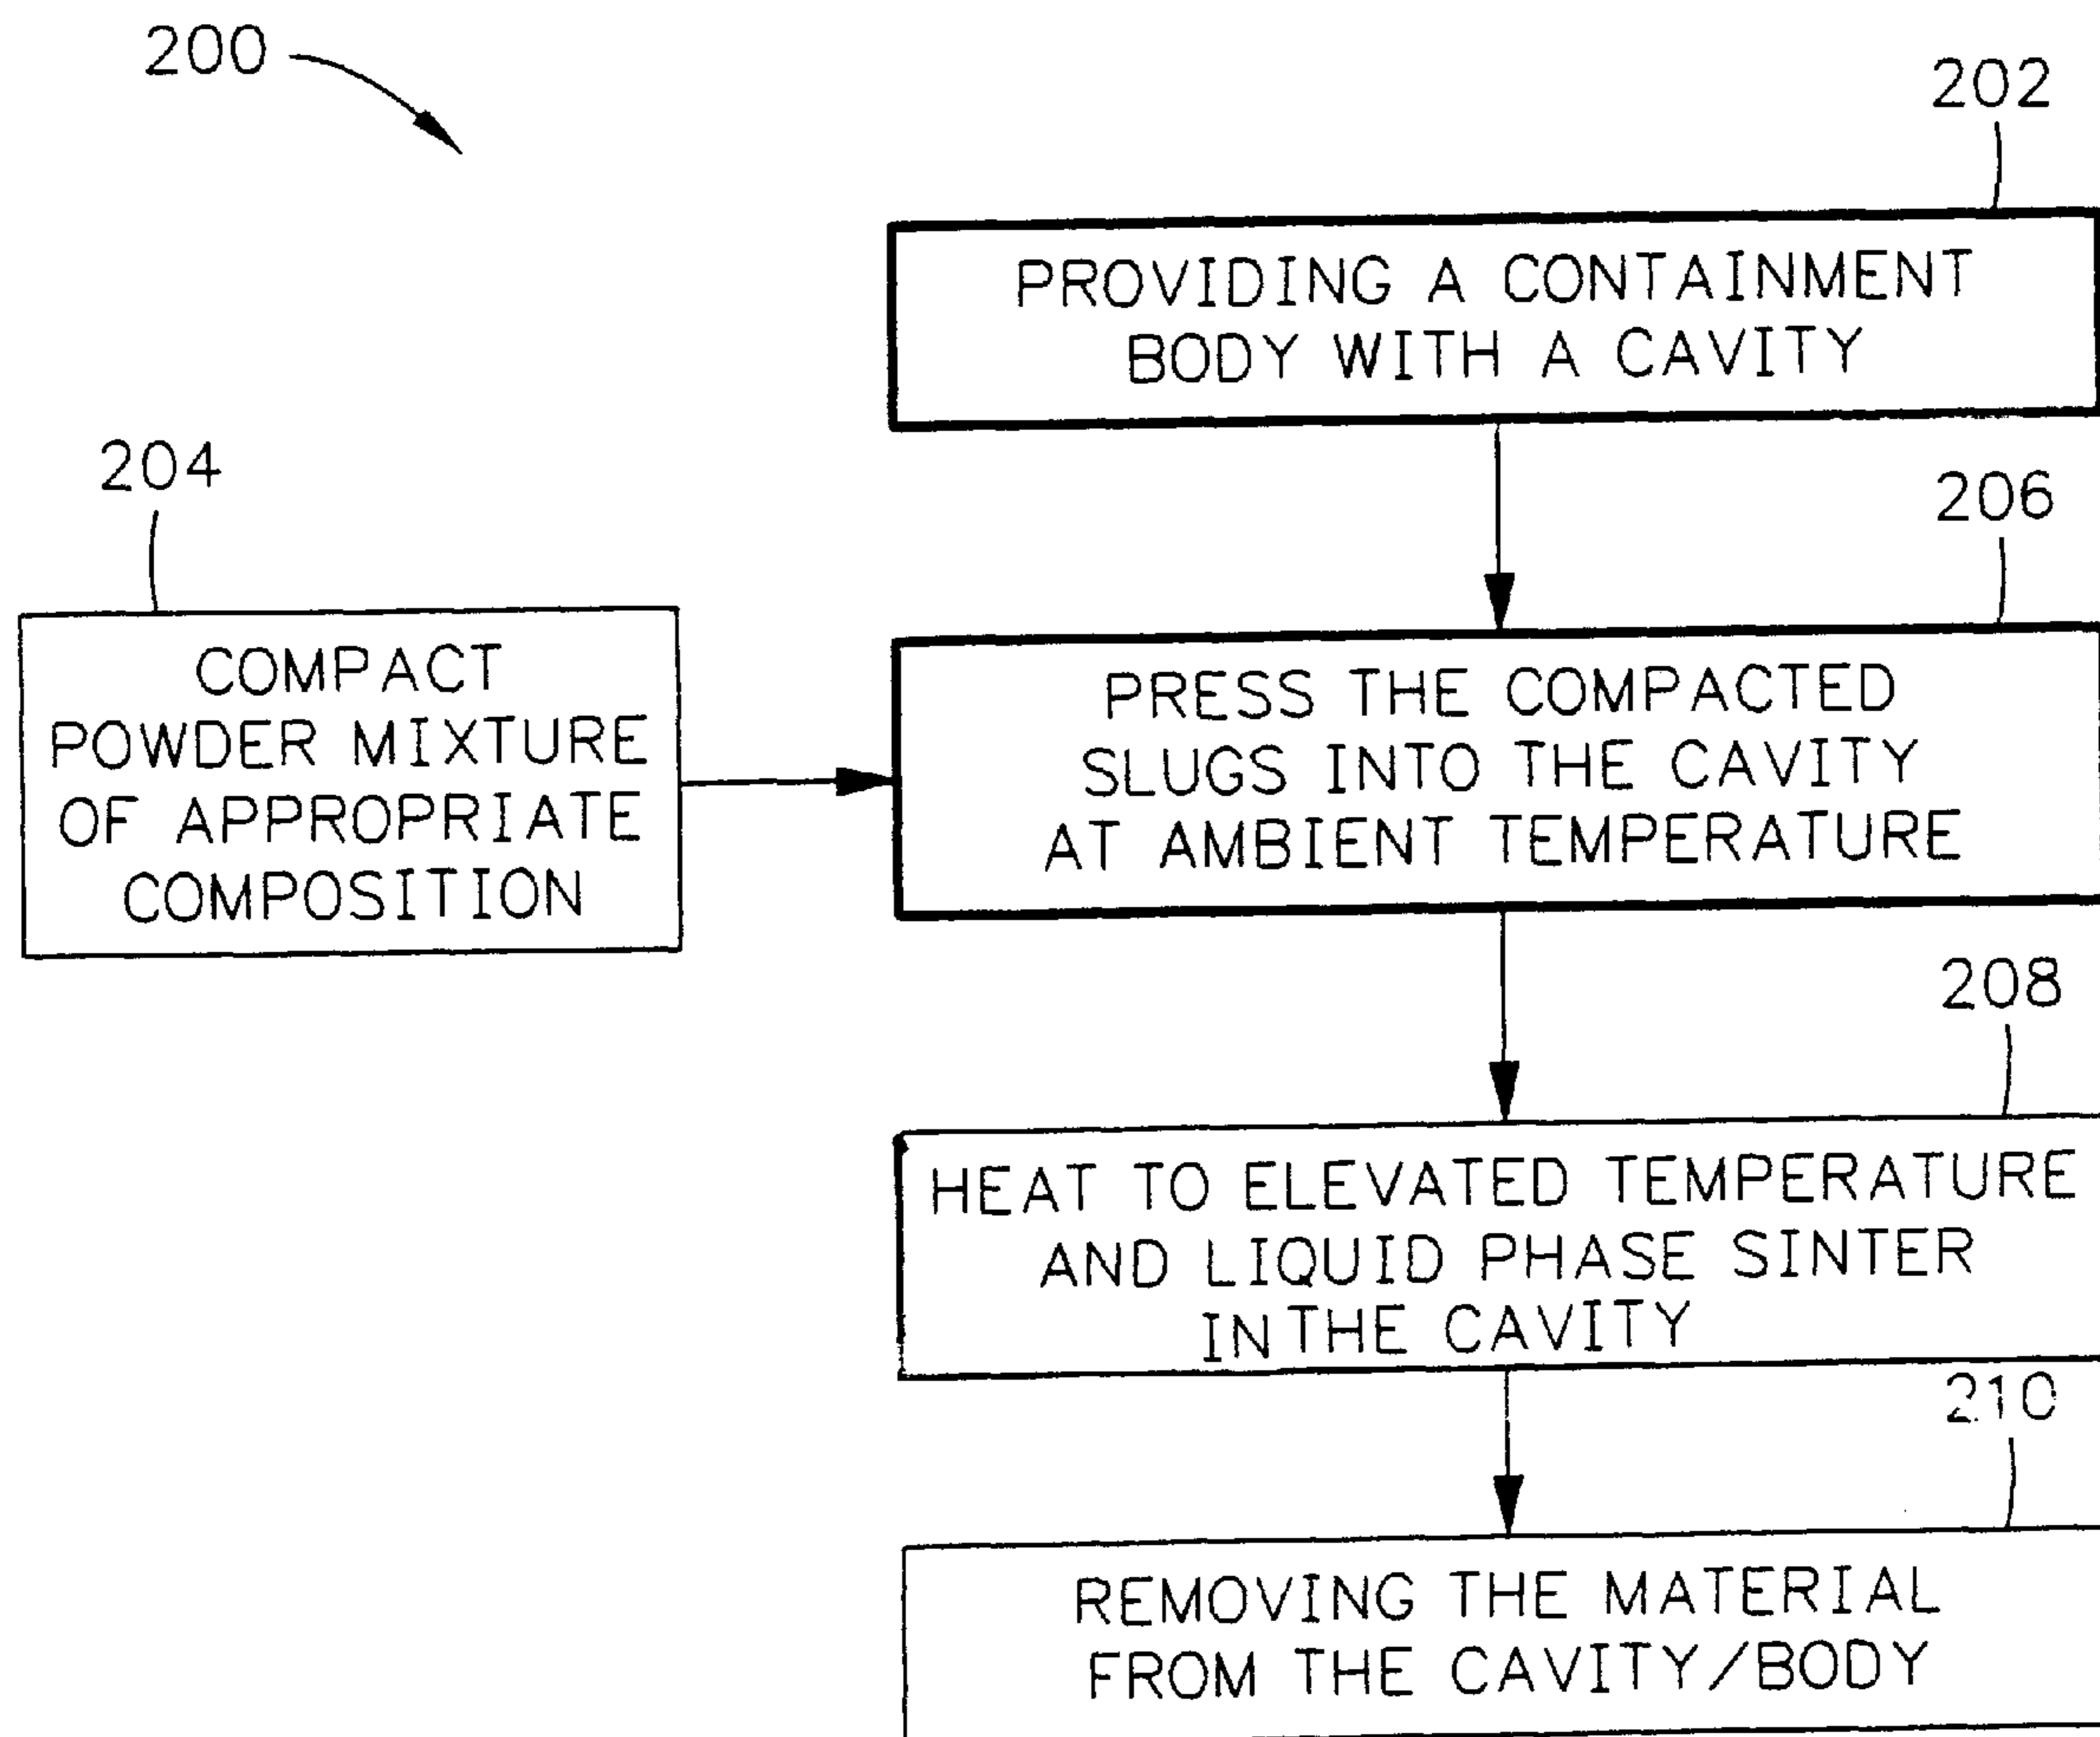 200
202
PROVIDING A CONTAINMENT
BODY WITH A CAVITY
204
COMPACT
POWDER MIXTURE
OF APPROPRIATE
COMPOSITION
206
PRESS THE COMPACTED
SLUGS INTO THE CAVITY
AT AMBIENT TEMPERATURE
208
HEAT TO ELEVATED TEMPERATURE
AND LIQUID PHASE SINTER
IN THE CAVITY
210
REMOVING THE MATERIAL
FROM THE CAVITY/BODY